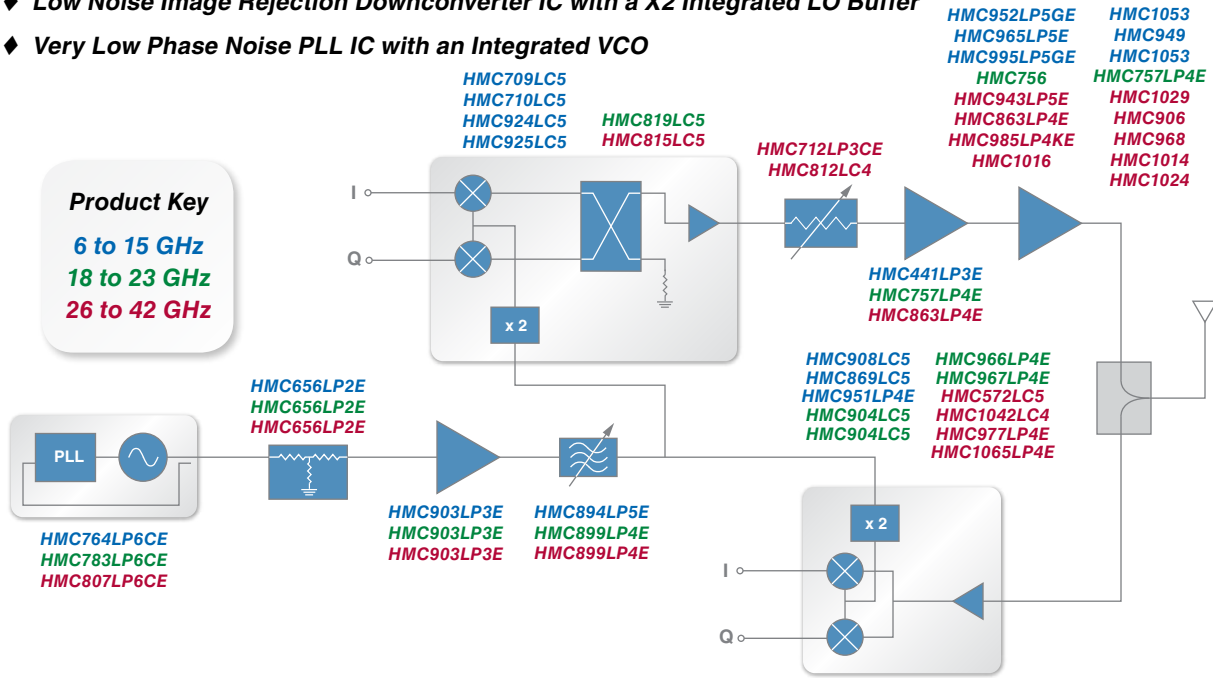 ♦ Low Noise Image Rejection Downconverter IC with a X2 Integrated LO Buffer
♦ Very Low Phase Noise PLL IC with an Integrated VCO
HMC952LP5GE
HMC965LP5E
HMC995LP5GE
HMC756
HMC943LP5E
HMC863LP4E
HMC985LP4KE
HMC1016
HMC1053
HMC949
HMC1053
HMC757LP4E
HMC1029
HMC906
HMC968
HMC1014
HMC1024
HMC709LC5
HMC710LC5
HMC924LC5
HMC925LC5
HMC819LC5
HMC815LC5
HMC712LP3CE
HMC812LC4
Product Key
6 to 15 GHz
18 to 23 GHz
26 to 42 GHz
I
Q
x 2
HMC441LP3E
HMC757LP4E
HMC863LP4E
HMC908LC5
HMC869LC5
HMC951LP4E
HMC904LC5
HMC904LC5
HMC966LP4E
HMC967LP4E
HMC572LC5
HMC1042LC4
HMC977LP4E
HMC1065LP4E
HMC656LP2E
HMC656LP2E
HMC656LP2E
PLL
HMC764LP6CE
HMC783LP6CE
HMC807LP6CE
HMC903LP3E
HMC903LP3E
HMC903LP3E
HMC894LP5E
HMC899LP4E
HMC899LP4E
x 2
I
Q